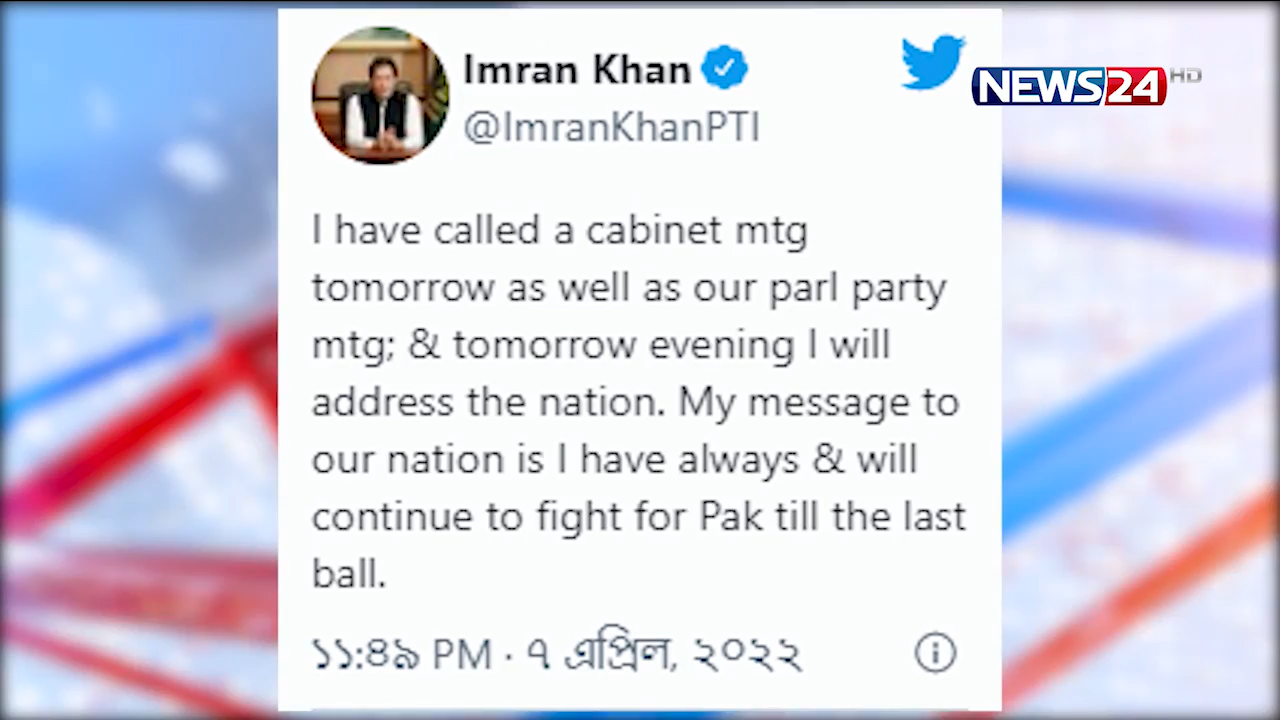 Imran Khan
@ImranKhanPTI
NEWS24 HD
I have called a cabinet mtg
tomorrow as well as our parl party
mtg; & tomorrow evening I will
address the nation. My message to
our nation is I have always & will
continue to fight for Pak till the last
ball.
১১:৪৯ PM · ৭ এপ্রিল, ২০২২